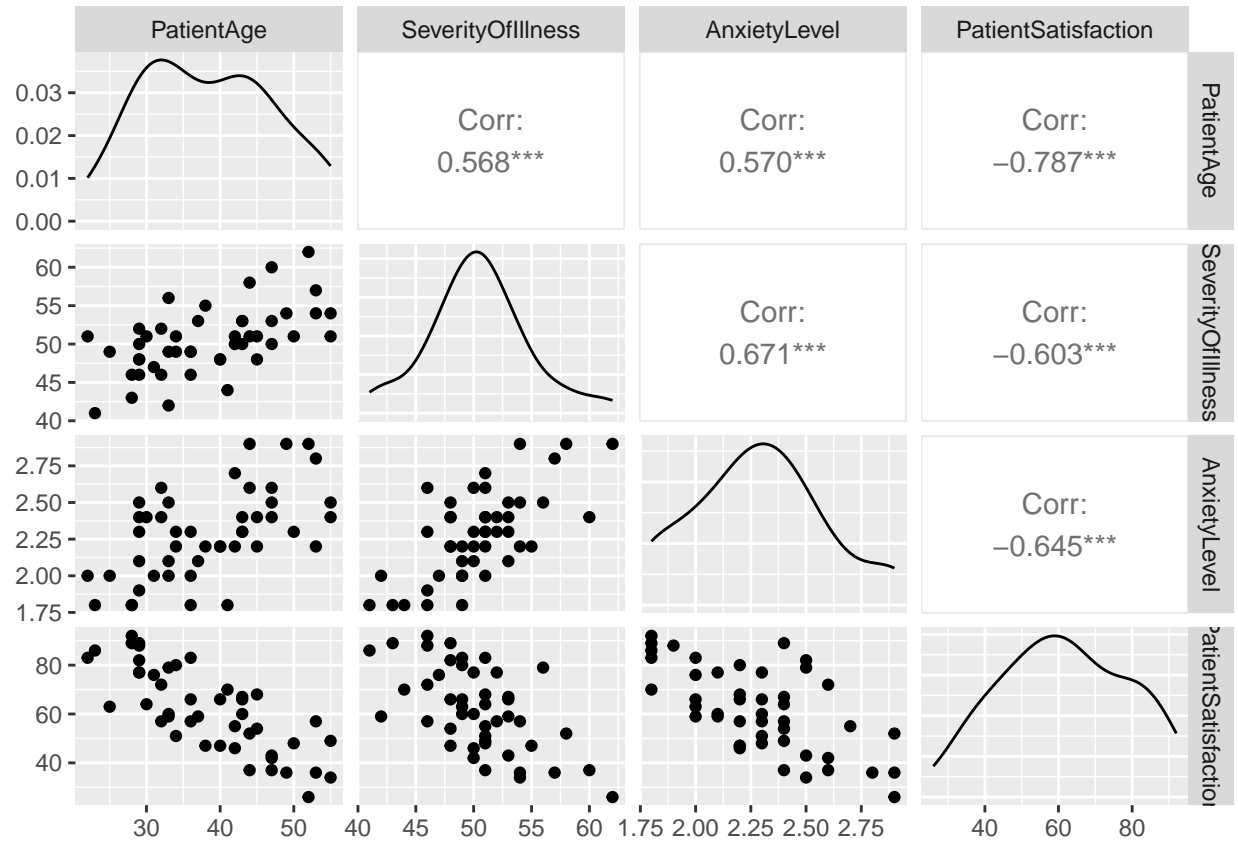 PatientAge SeverityOfIllness AnxietyLevel PatientSatisfaction
0.03
0.02
0.01
0.00
Corr:
0.568***
Corr:
0.570***
Corr:
−0.787***
PatientAge
60
55
50
45
40
Corr:
0.671***
Corr:
−0.603***
SeverityOfIllness
2.75
2.50
2.25
2.00
1.75
Corr:
−0.645***
AnxietyLevel
80
60
40
PatientSatisfaction
30 40 50
40 45 50 55 60
1.75 2.00 2.25 2.50 2.75
40 60 80